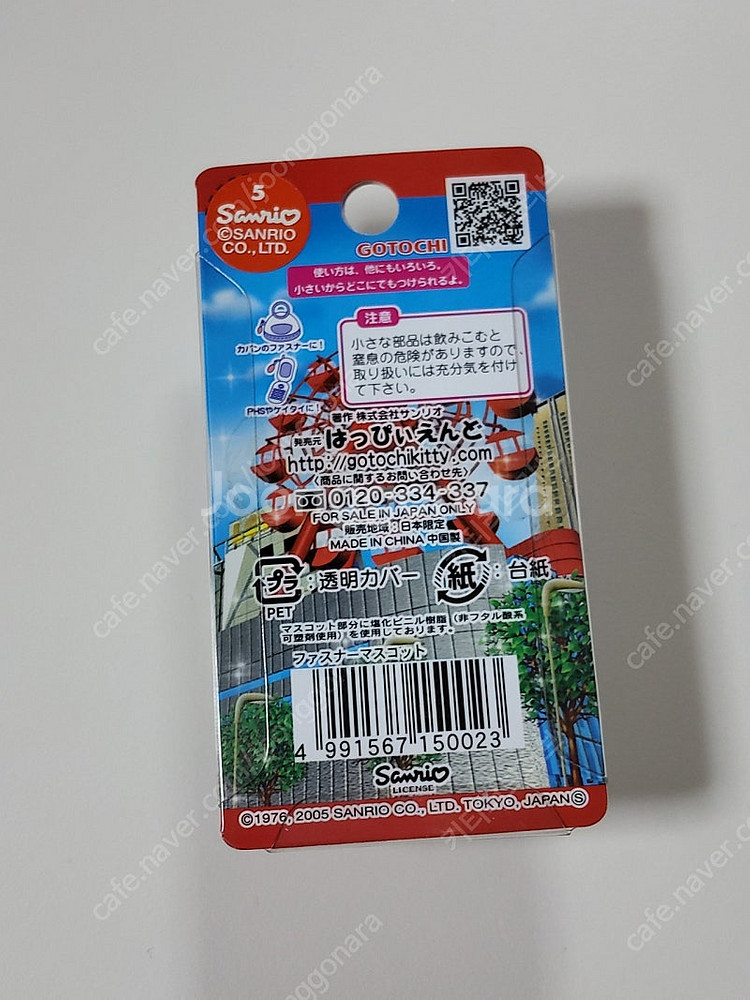 5
Sanrio
©SANRIO
CO., LTD.
GOTOCHI
使い方は、他にもいろいろ。
小さいからどこにでもつけられるよ。
カバンのファスナーに!
PHSやケイタイに!
注意
小さな部品は飲みこむと
窒息の危険がありますので、
取り扱いには充分気を付け
て下さい。
著作 株式会社サンリオ
発売元 はっぴぃえんど
http://gotochikitty.com
〈商品に関するお問い合わせ先〉
0120-334-337
FOR SALE IN JAPAN ONLY
販売地域:日本限定
MADE IN CHINA 中国製
プラ:透明カバー 紙:台紙
PET
マスコット部分に塩化ビニル樹脂(非フタル酸系
可塑剤使用)を使用しております。
ファスナーマスコット
4 991567 150023
Sanrio
LICENSE
©1976, 2005 SANRIO CO., LTD. TOKYO, JAPAN Ⓢ
Joonggonara
cafe.naver.com/joonggonara